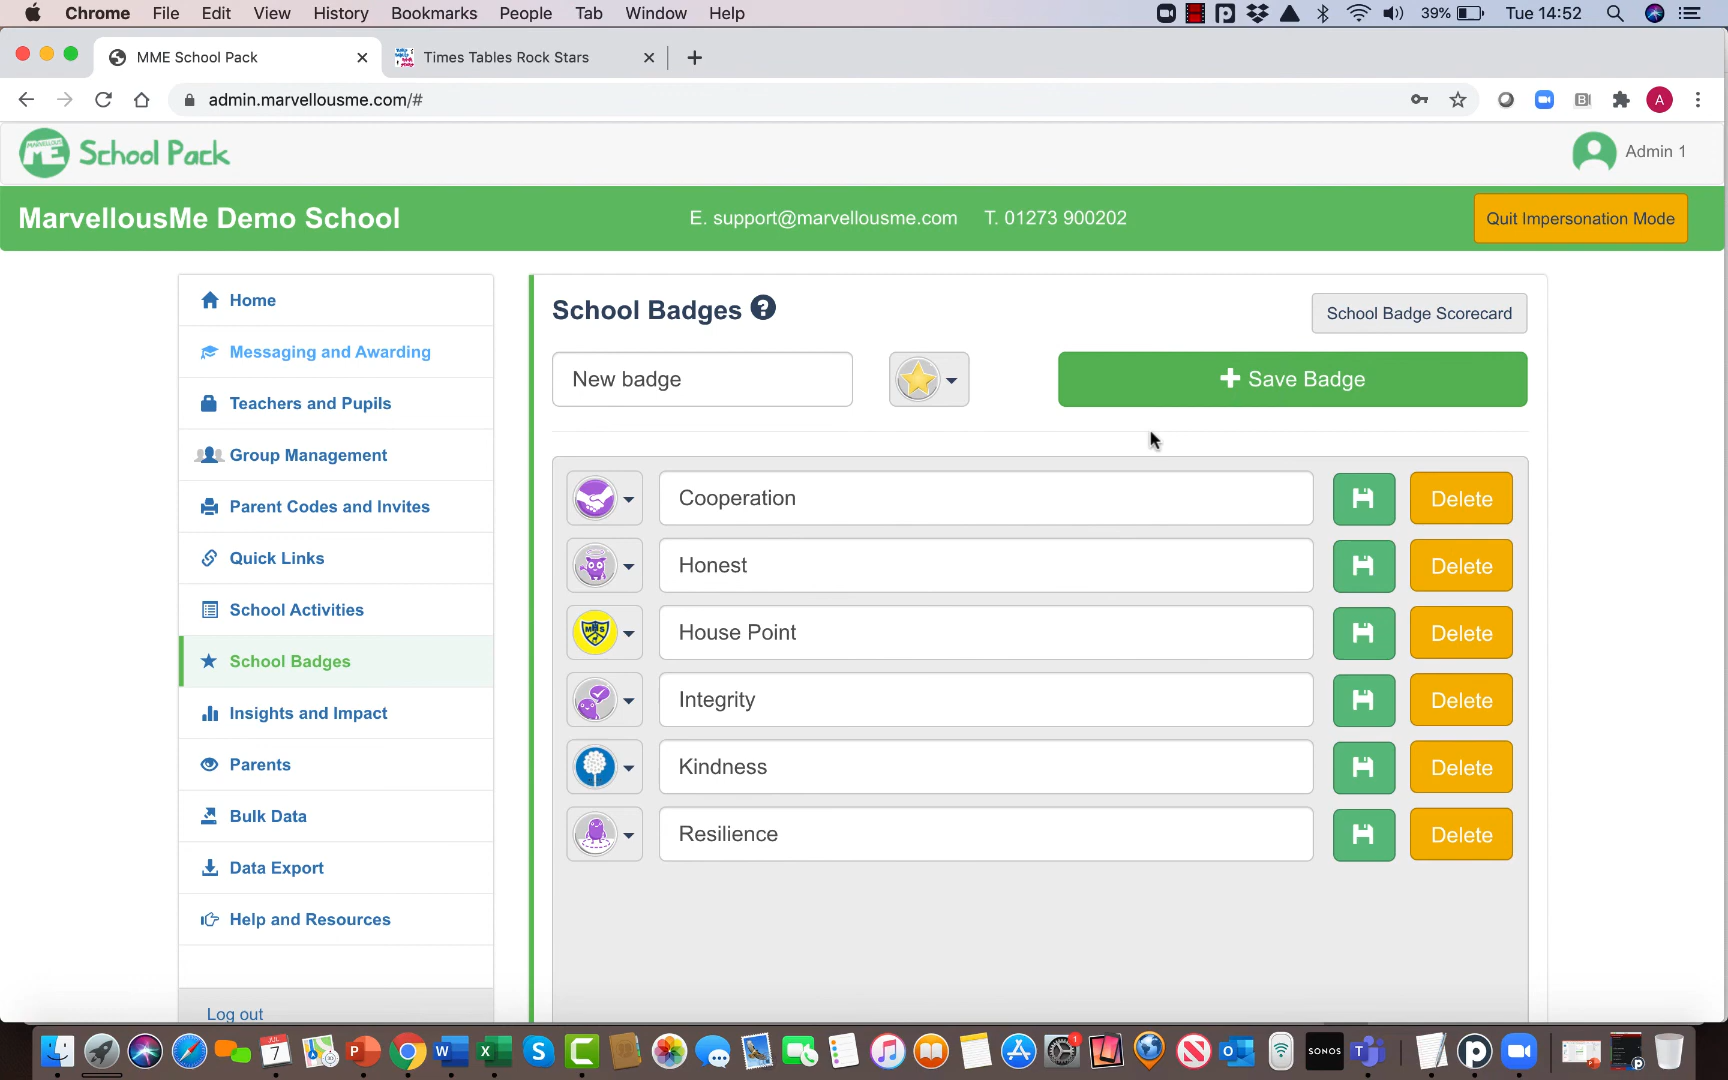 Chrome File Edit View History Bookmarks People Tab Window Help 39% Tue 14:52
MME School Pack Times Tables Rock Stars
admin.marvellousme.com/# A
ME School Pack Admin 1
MarvellousMe Demo School E. support@marvellousme.com T. 01273 900202 Quit Impersonation Mode
Home
Messaging and Awarding
Teachers and Pupils
Group Management
Parent Codes and Invites
Quick Links
School Activities
School Badges
Insights and Impact
Parents
Bulk Data
Data Export
Help and Resources
Log out
School Badges ? School Badge Scorecard
New badge Save Badge
Cooperation Delete
Honest Delete
House Point Delete
Integrity Delete
Kindness Delete
Resilience Delete
JUL 7 SONOS